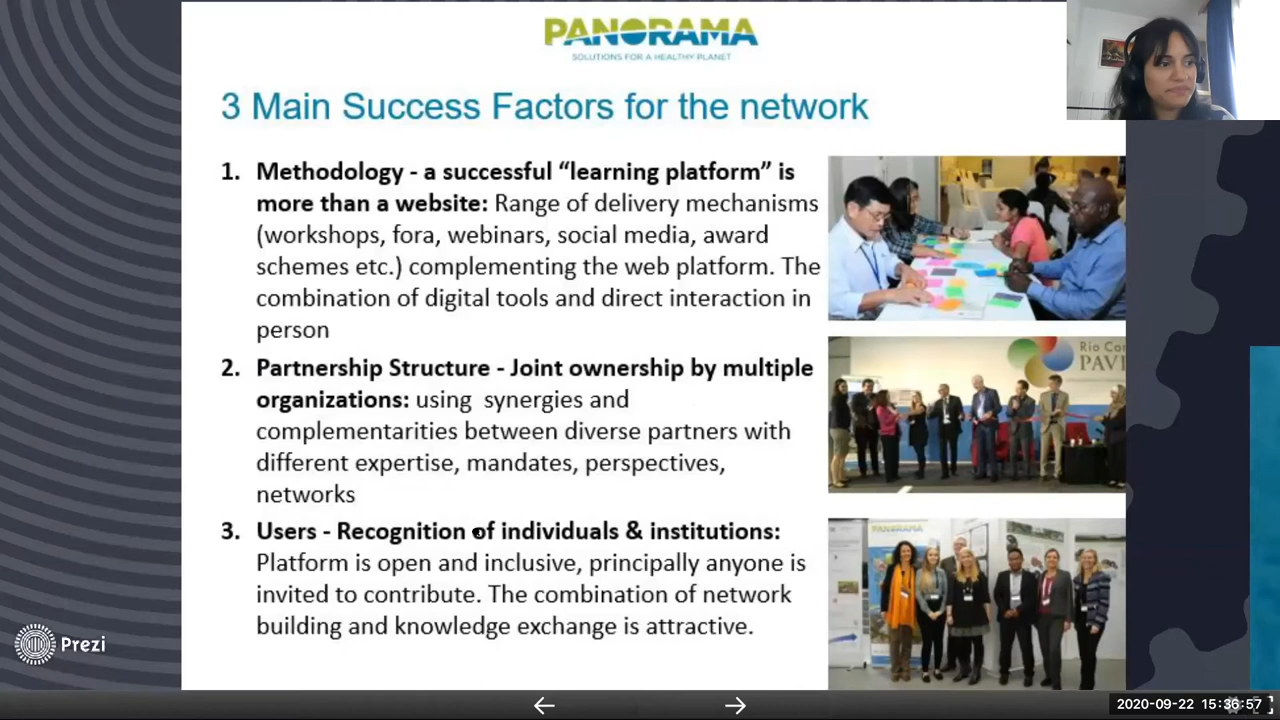 PANORAMA
SOLUTIONS FOR A HEALTHY PLANET
3 Main Success Factors for the network
1. Methodology - a successful “learning platform” is
more than a website: Range of delivery mechanisms
(workshops, fora, webinars, social media, award
schemes etc.) complementing the web platform. The
combination of digital tools and direct interaction in
person
2. Partnership Structure - Joint ownership by multiple
organizations: using synergies and
complementarities between diverse partners with
different expertise, mandates, perspectives,
networks
3. Users - Recognition of individuals & institutions:
Platform is open and inclusive, principally anyone is
invited to contribute. The combination of network
building and knowledge exchange is attractive.
Rio Con
PAVI
PANORAMA
Prezi
2020-09-22 15:36:57